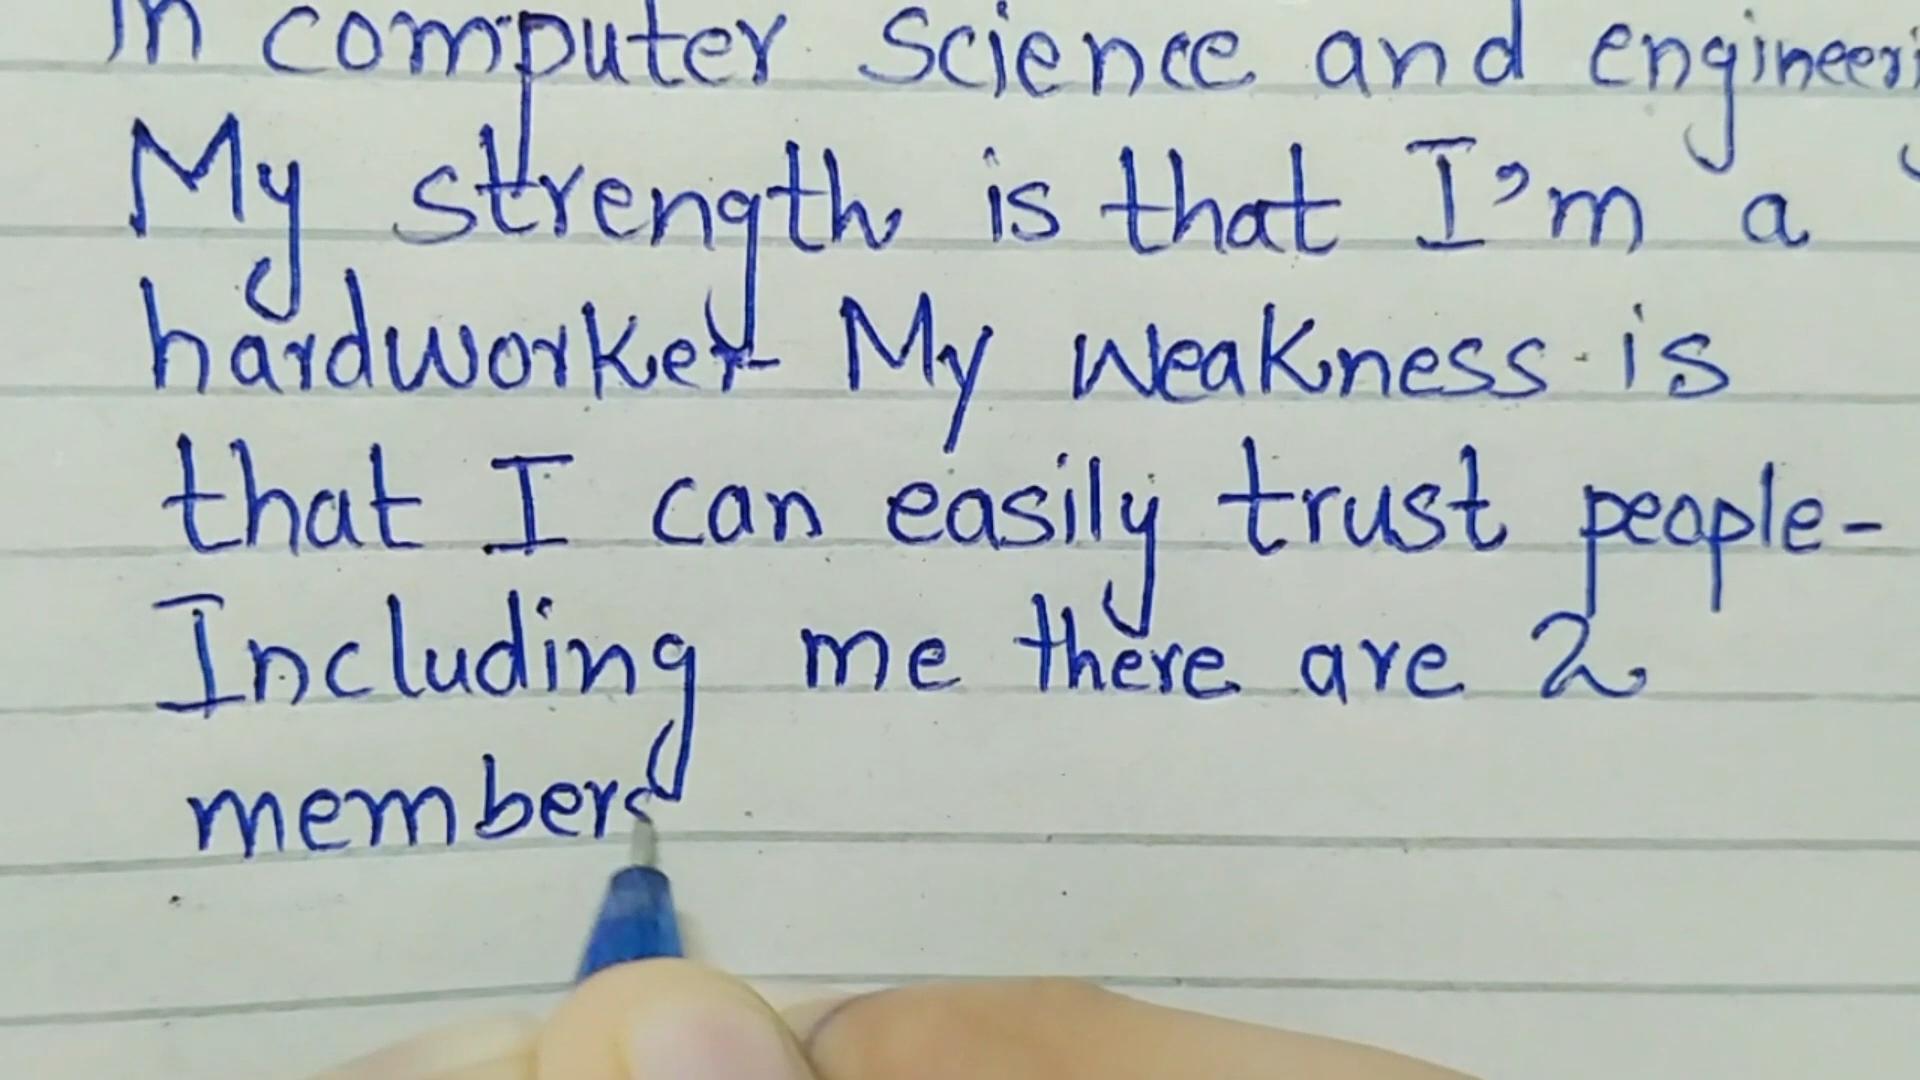 In computer Science and engineering
My strength is that I'm a
hardworker- My weakness is
that I can easily trust people-
Including me there are 2
members